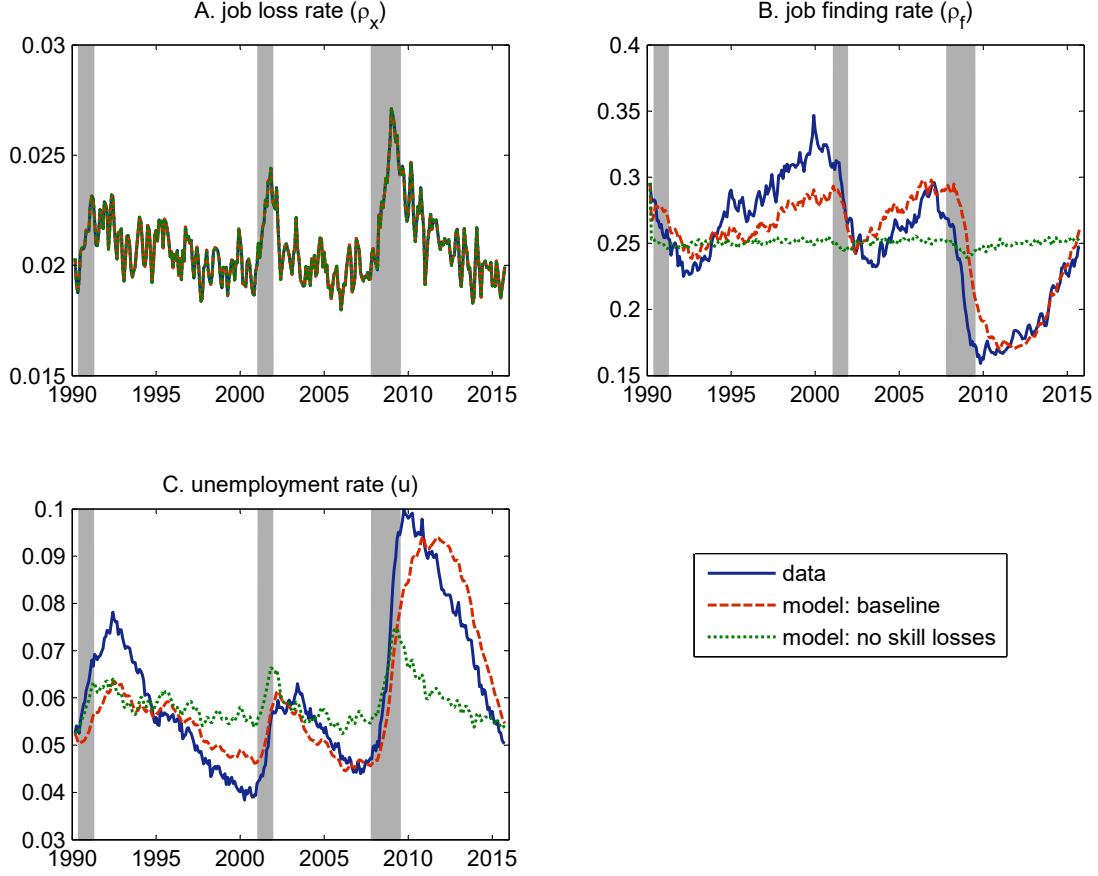 A. job loss rate (ρx)
0.03
0.025
0.02
0.015
1990 1995 2000 2005 2010 2015
B. job finding rate (ρf)
0.4
0.35
0.3
0.25
0.2
0.15
1990 1995 2000 2005 2010 2015
C. unemployment rate (u)
0.1
0.09
0.08
0.07
0.06
0.05
0.04
0.03
1990 1995 2000 2005 2010 2015
data
model: baseline
model: no skill losses